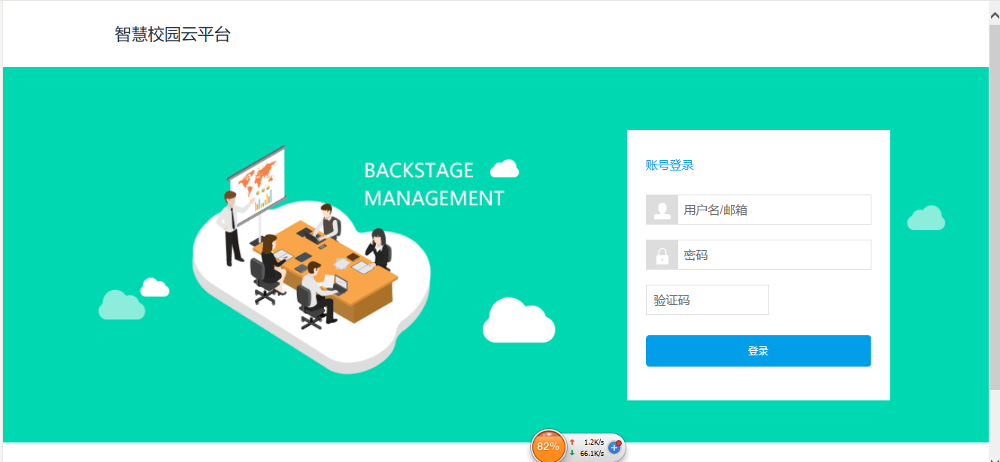 智慧校园云平台
BACKSTAGE
MANAGEMENT
账号登录
用户名/邮箱
密码
验证码
登录
82%
1.2K/s
66.1K/s